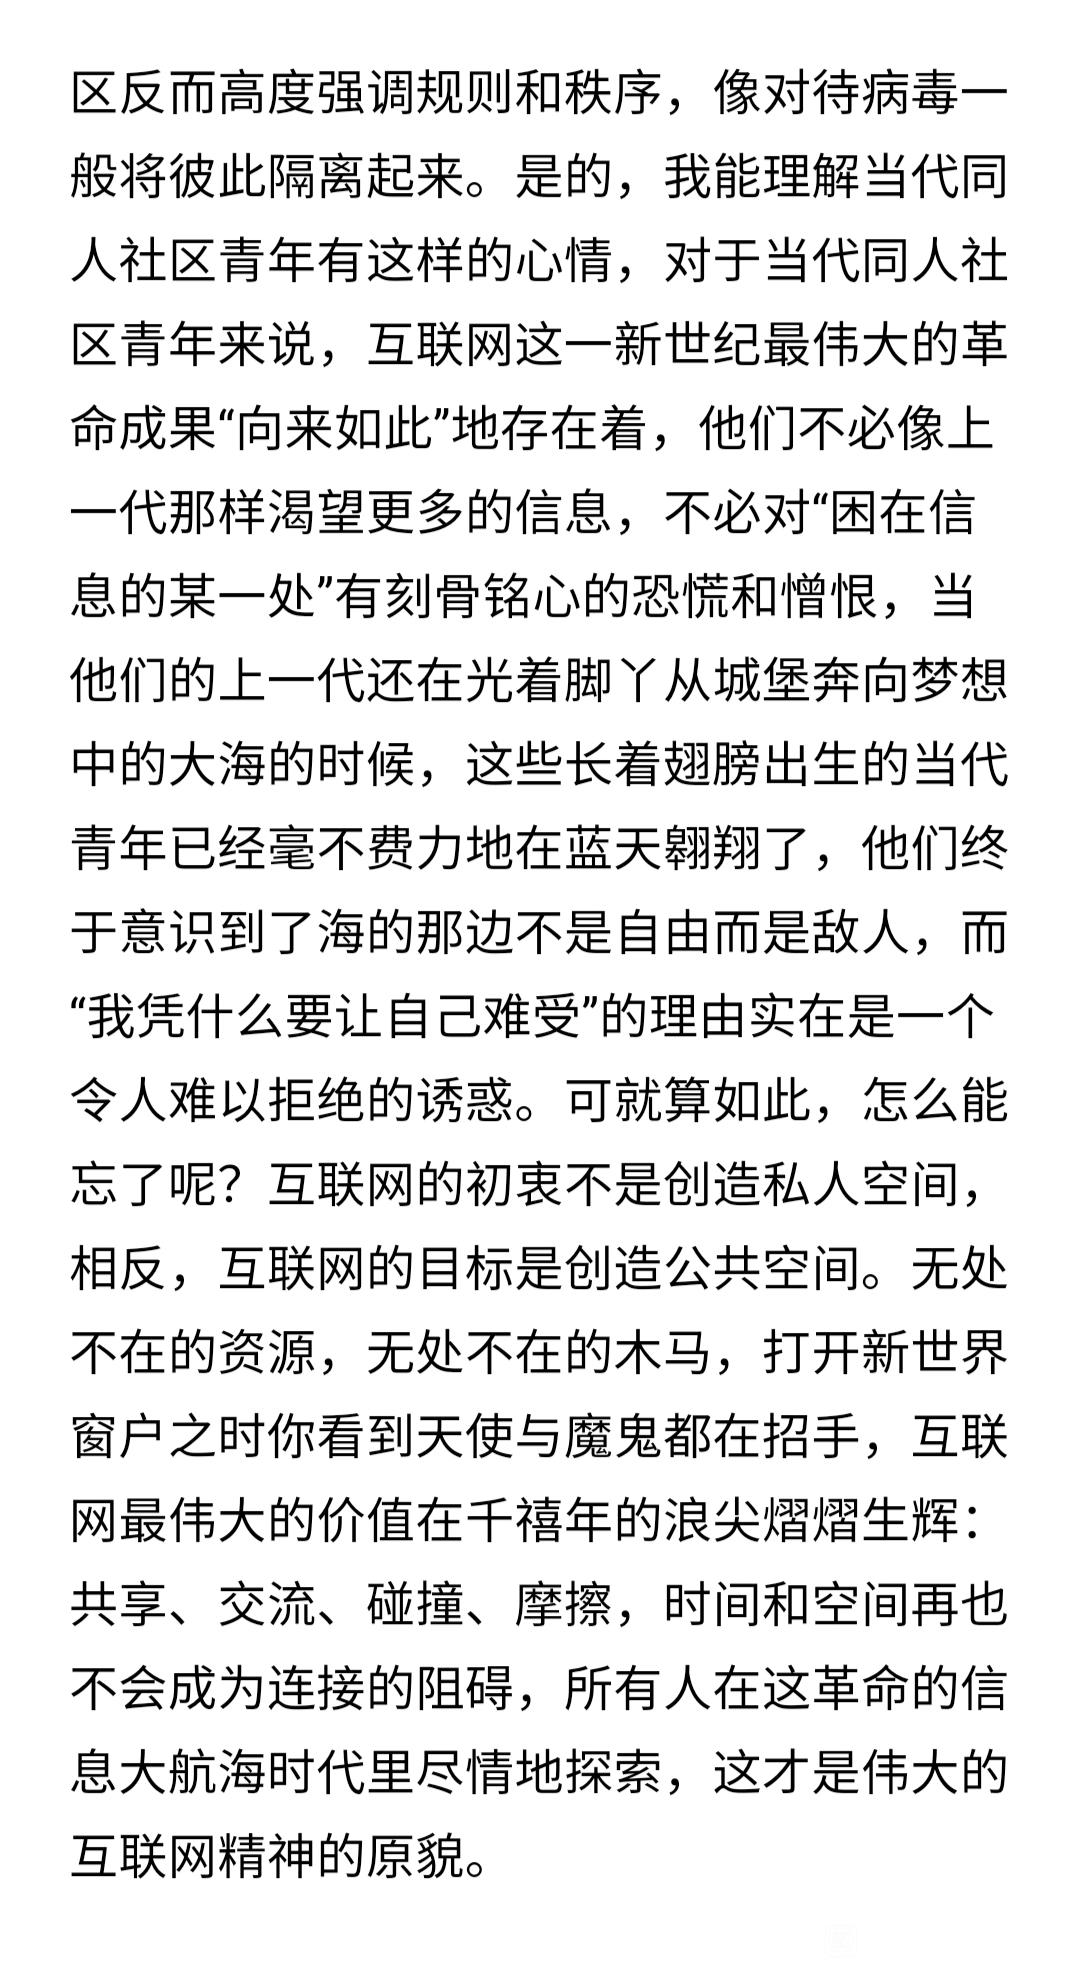 区反而高度强调规则和秩序，像对待病毒一
般将彼此隔离起来。是的，我能理解当代同
人社区青年有这样的心情，对于当代同人社
区青年来说，互联网这一新世纪最伟大的革
命成果“向来如此”地存在着，他们不必像上
一代那样渴望更多的信息，不必对“困在信
息的某一处”有刻骨铭心的恐慌和憎恨，当
他们的上一代还在光着脚丫从城堡奔向梦想
中的大海的时候，这些长着翅膀出生的当代
青年已经毫不费力地在蓝天翱翔了，他们终
于意识到了海的那边不是自由而是敌人，而
“我凭什么要让自己难受”的理由实在是一个
令人难以拒绝的诱惑。可就算如此，怎么能
忘了呢？互联网的初衷不是创造私人空间，
相反，互联网的目标是创造公共空间。无处
不在的资源，无处不在的木马，打开新世界
窗户之时你看到天使与魔鬼都在招手，互联
网最伟大的价值在千禧年的浪尖熠熠生辉：
共享、交流、碰撞、摩擦，时间和空间再也
不会成为连接的阻碍，所有人在这革命的信
息大航海时代里尽情地探索，这才是伟大的
互联网精神的原貌。